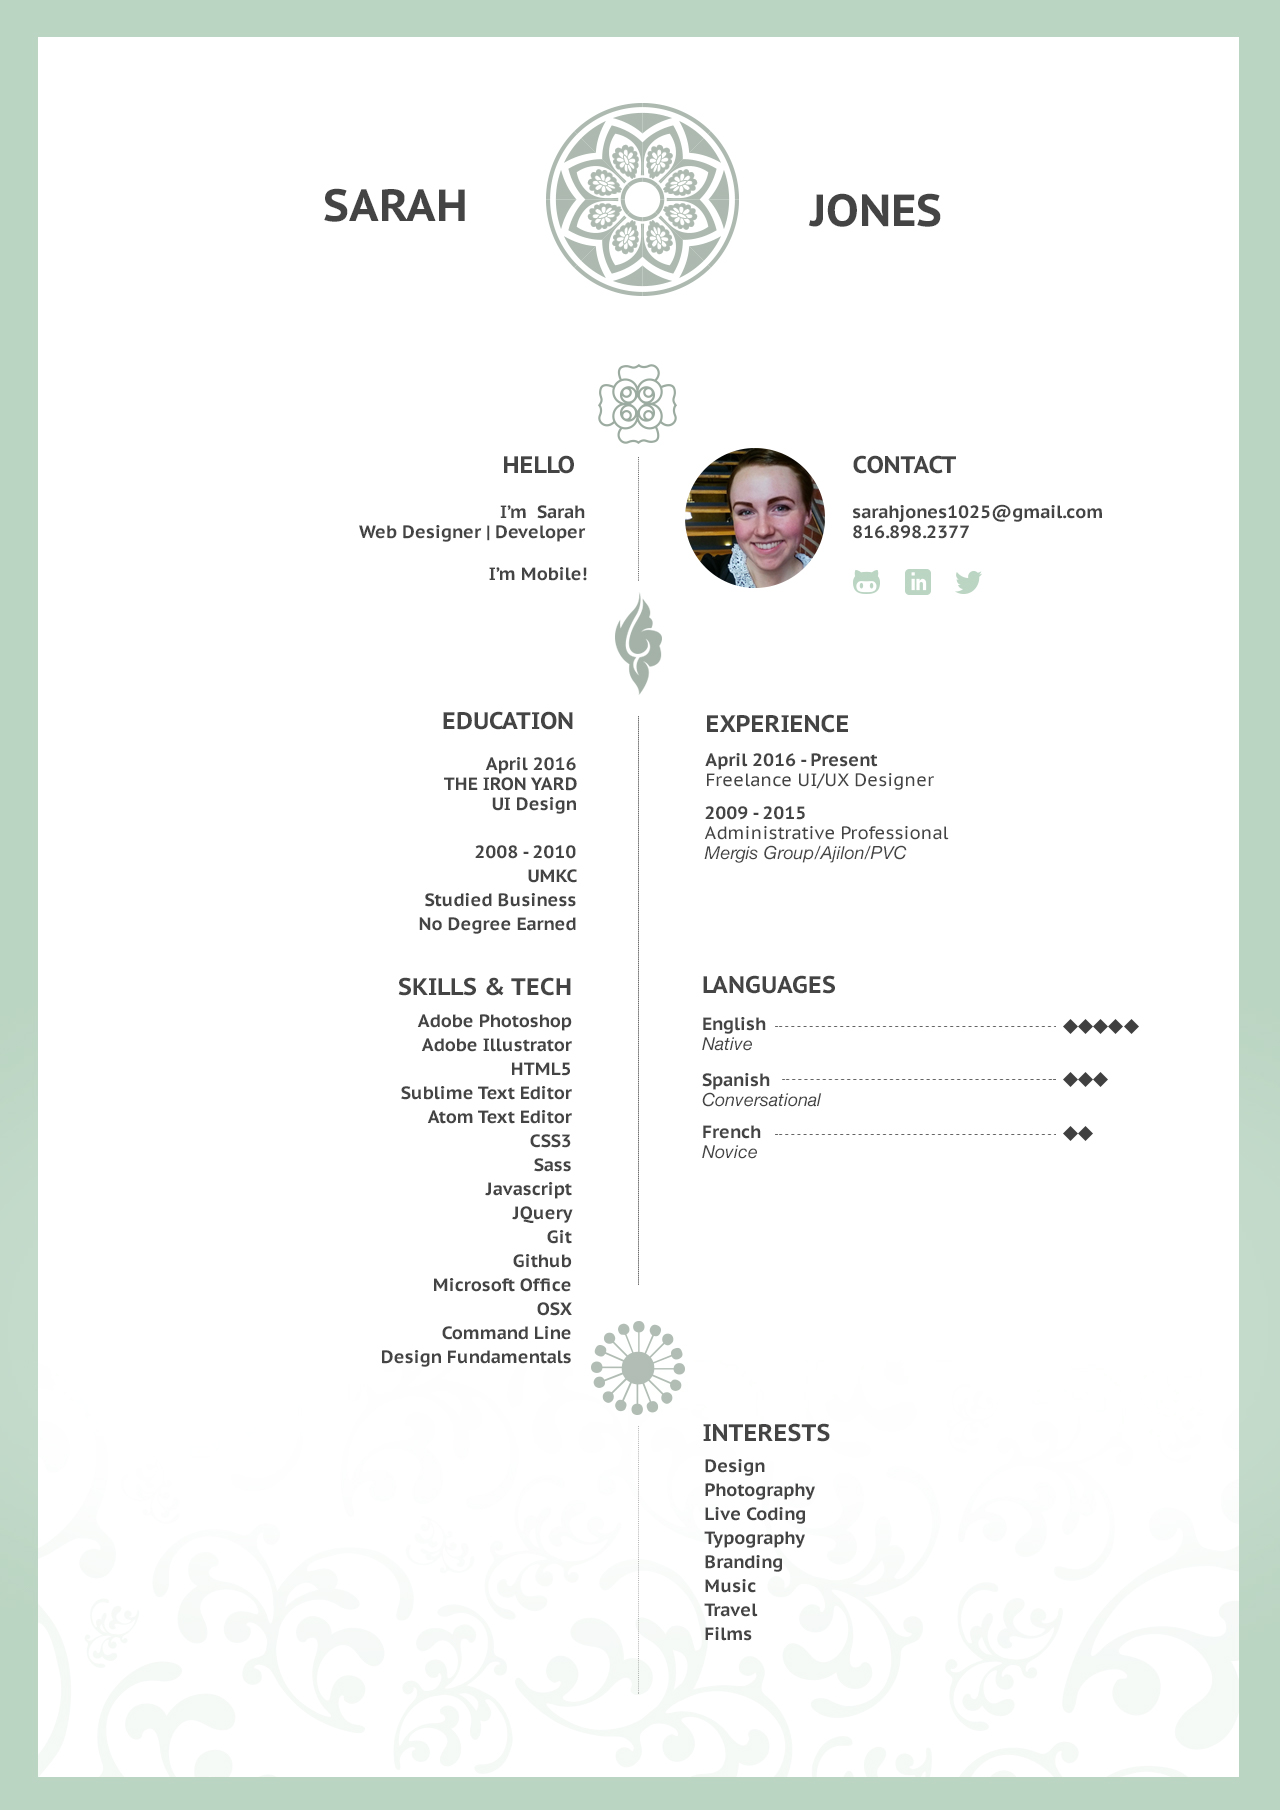 SARAH
JONES
HELLO
I’m  Sarah
Web Designer | Developer
I’m Mobile!
CONTACT
sarahjones1025@gmail.com
816.898.2377
EDUCATION
April 2016
THE IRON YARD
UI Design
2008 - 2010
UMKC
Studied Business
No Degree Earned
EXPERIENCE
April 2016 - Present
Freelance UI/UX Designer
2009 - 2015
Administrative Professional
Mergis Group/Ajilon/PVC
SKILLS & TECH
Adobe Photoshop
Adobe Illustrator
HTML5
Sublime Text Editor
Atom Text Editor
CSS3
Sass
Javascript
JQuery
Git
Github
Microsoft Office
OSX
Command Line
Design Fundamentals
LANGUAGES
English
Native
Spanish
Conversational
French
Novice
INTERESTS
Design
Photography
Live Coding
Typography
Branding
Music
Travel
Films